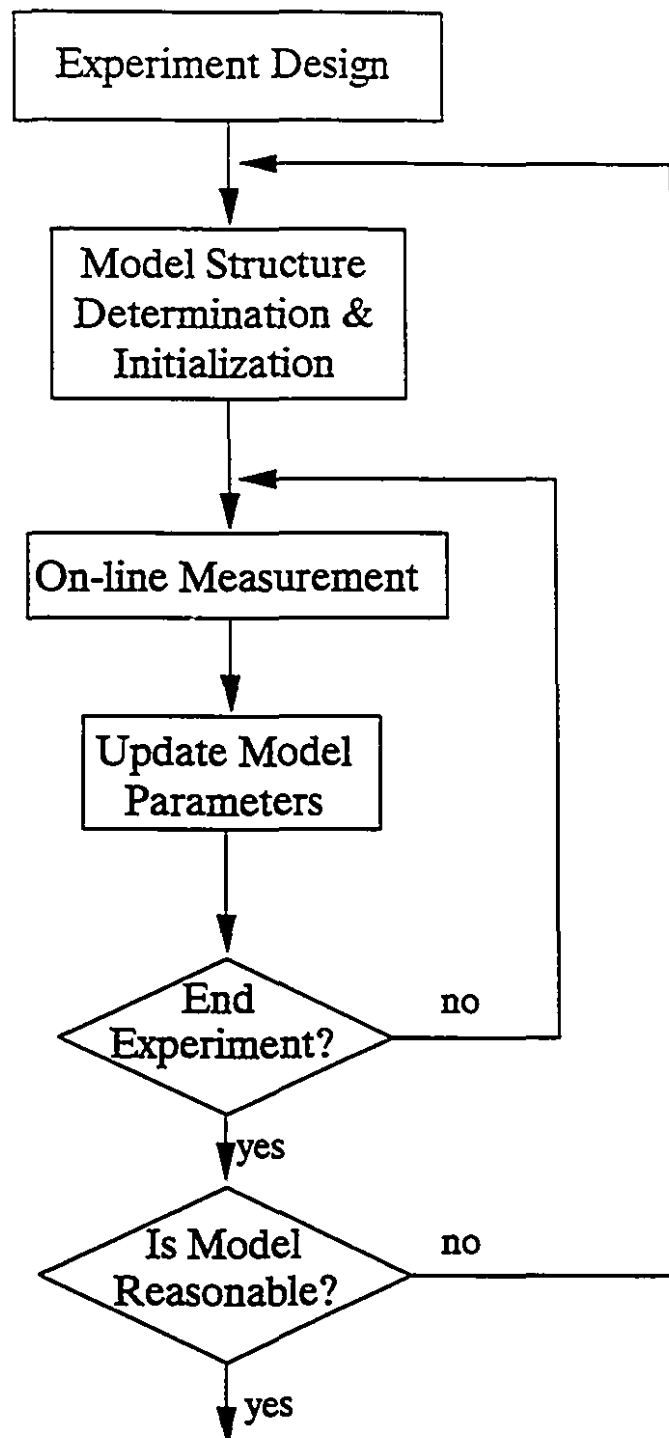 Experiment Design
Model Structure
Determination &
Initialization
On-line Measurement
Update Model
Parameters
End
Experiment?
no
yes
Is Model
Reasonable?
no
yes